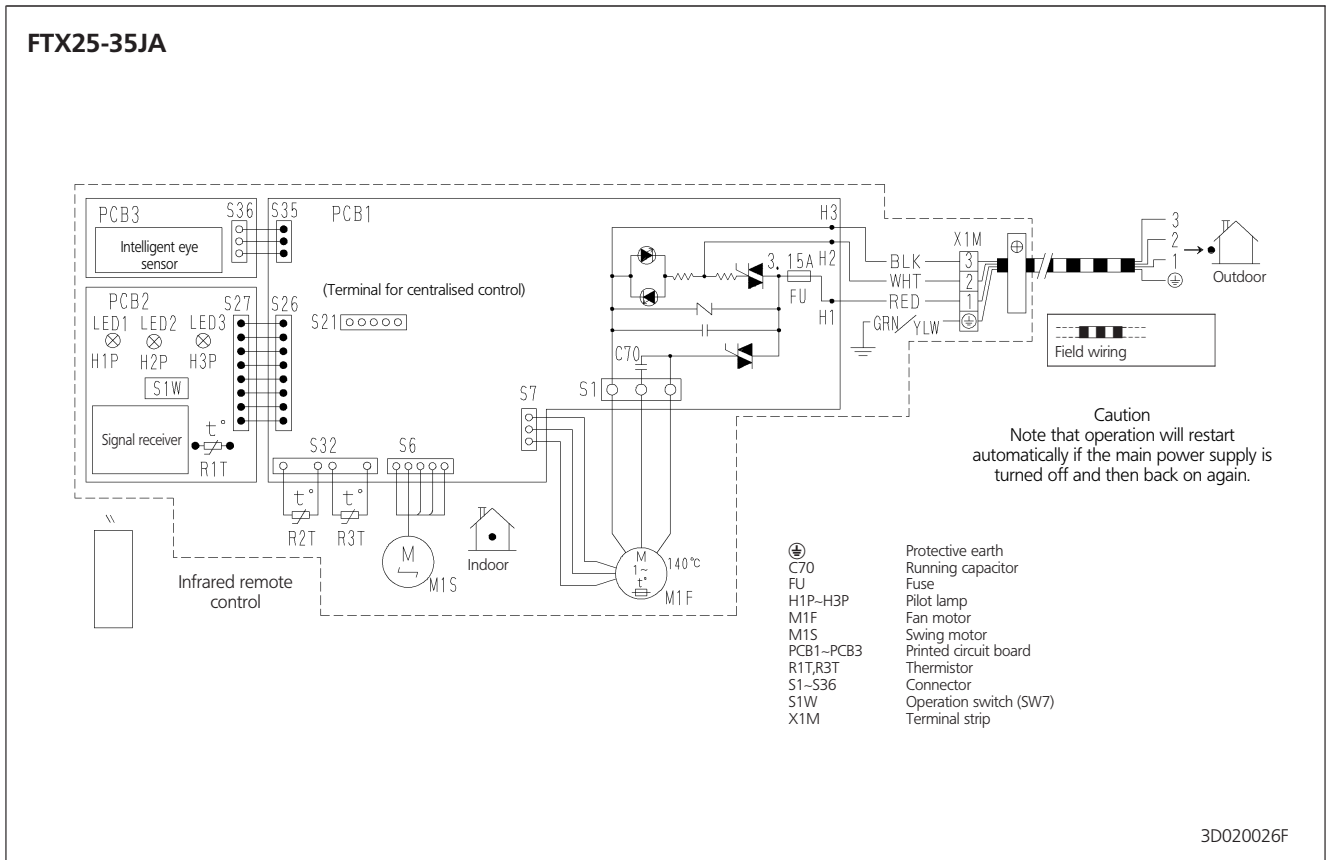 FTX25-35JA
PCB3
S36
S35
PCB1
H3
Intelligent eye
sensor
X1M
3
2
1
Outdoor
3. 15A
H2
BLK
3
WHT
2
FU
RED
1
H1
GRN/YLW
PCB2
S27
S26
(Terminal for centralised control)
LED1
LED2
LED3
S21
H1P
H2P
H3P
Field wiring
C70
S1W
S1
S7
Signal receiver
t°
R1T
S32
S6
Caution
Note that operation will restart
automatically if the main power supply is
turned off and then back on again.
t°
t°
R2T
R3T
M
M1S
Indoor
M
1~
t°
140°C
M1F
Infrared remote
control
Protective earth
C70 Running capacitor
FU Fuse
H1P~H3P Pilot lamp
M1F Fan motor
M1S Swing motor
PCB1~PCB3 Printed circuit board
R1T,R3T Thermistor
S1~S36 Connector
S1W Operation switch (SW7)
X1M Terminal strip
3D020026F